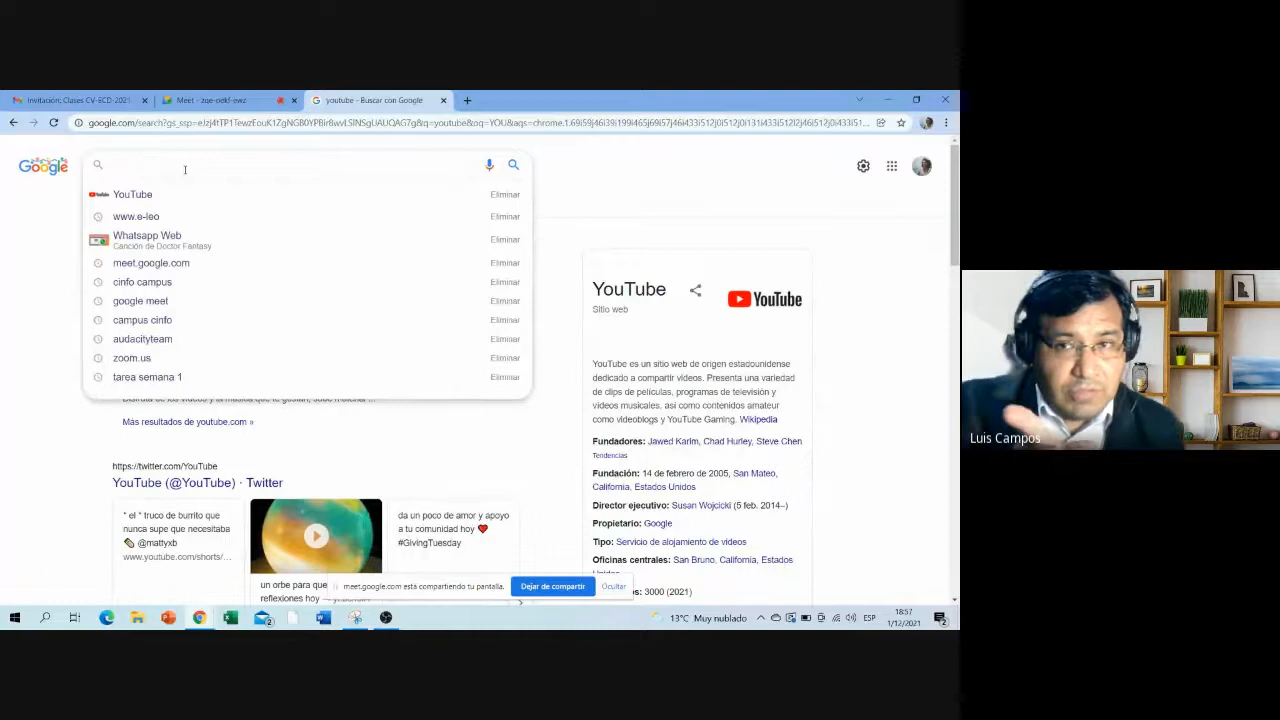 Invitación: Clases CV-ECD-2021
Meet - zqe-odkf-ewz
youtube - Buscar con Google
Google
YouTube
Eliminar
www.e-leo
Eliminar
Whatsapp Web
Canción de Doctor Fantasy
Eliminar
meet.google.com
Eliminar
cinfo campus
Eliminar
google meet
Eliminar
campus cinfo
Eliminar
audacityteam
Eliminar
zoom.us
Eliminar
tarea semana 1
Eliminar
Más resultados de youtube.com »
https://twitter.com/YouTube
YouTube (@YouTube) · Twitter
" el " truco de burrito que
nunca supe que necesitaba
🌯 @mattyxb
www.youtube.com/shorts/...
un orbe para que
reflexiones hoy
da un poco de amor y apoyo
a tu comunidad hoy ❤️
#GivingTuesday
YouTube
Sitio web
YouTube
YouTube es un sitio web de origen estadounidense
dedicado a compartir videos. Presenta una variedad
de clips de películas, programas de televisión y
videos musicales, así como contenidos amateur
como videoblogs y YouTube Gaming. Wikipedia
Fundadores: Jawed Karim, Chad Hurley, Steve Chen
Tendencias
Fundación: 14 de febrero de 2005, San Mateo,
California, Estados Unidos
Director ejecutivo: Susan Wojcicki (5 feb. 2014–)
Propietario: Google
Tipo: Servicio de alojamiento de videos
Oficinas centrales: San Bruno, California, Estados
3000 (2021)
meet.google.com está compartiendo tu pantalla.
Dejar de compartir
Ocultar
13°C Muy nublado
ESP
18:57
1/12/2021
Luis Campos